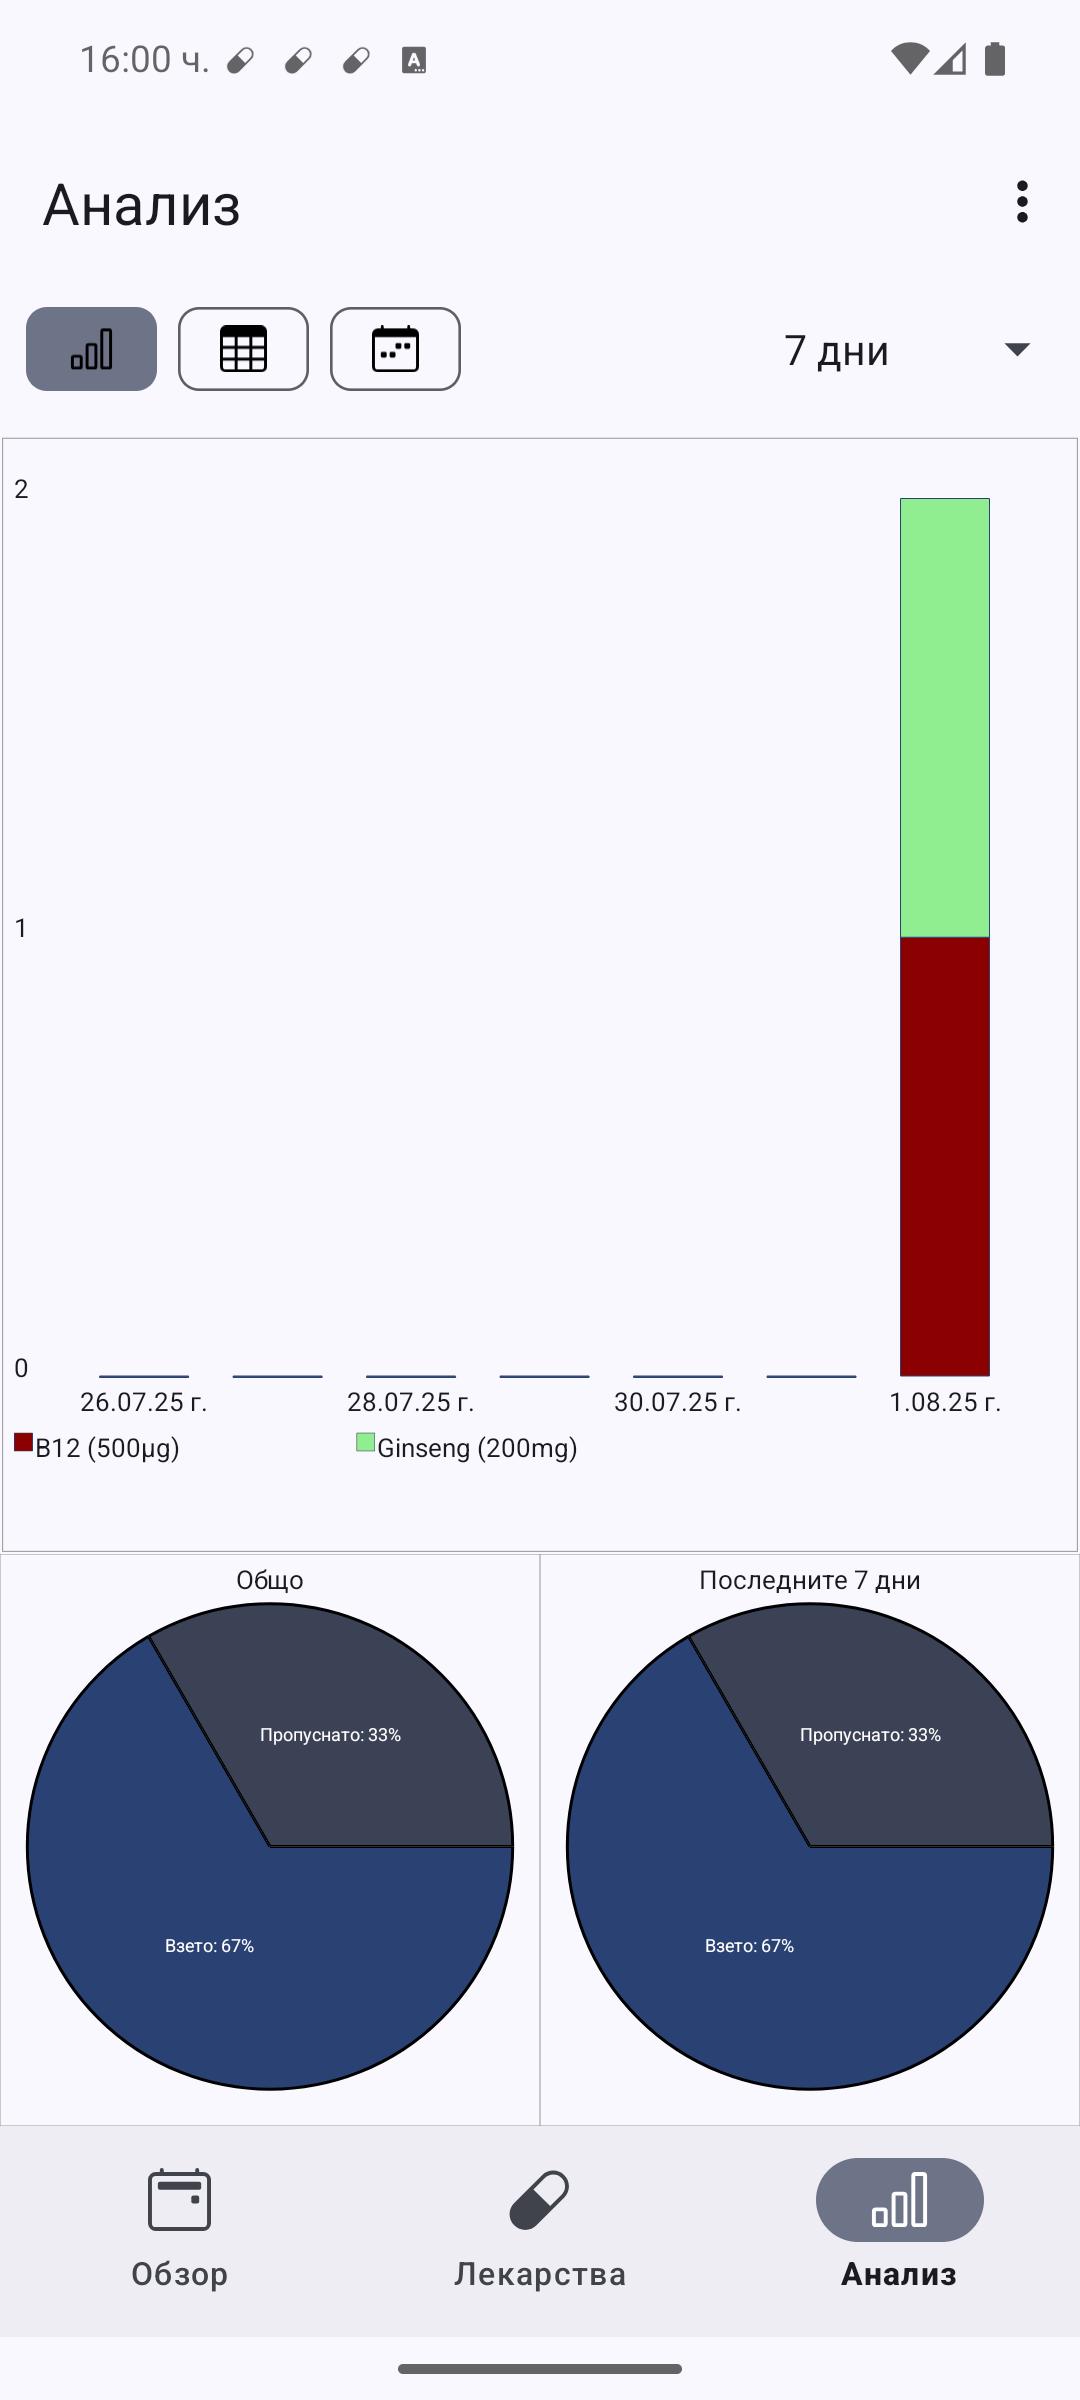 16:00 ч.
Анализ
7 дни
2
1
0
26.07.25 г. 28.07.25 г. 30.07.25 г. 1.08.25 г.
B12 (500µg) Ginseng (200mg)
Общо
Пропуснато: 33%
Взето: 67%
Последните 7 дни
Пропуснато: 33%
Взето: 67%
Обзор Лекарства Анализ